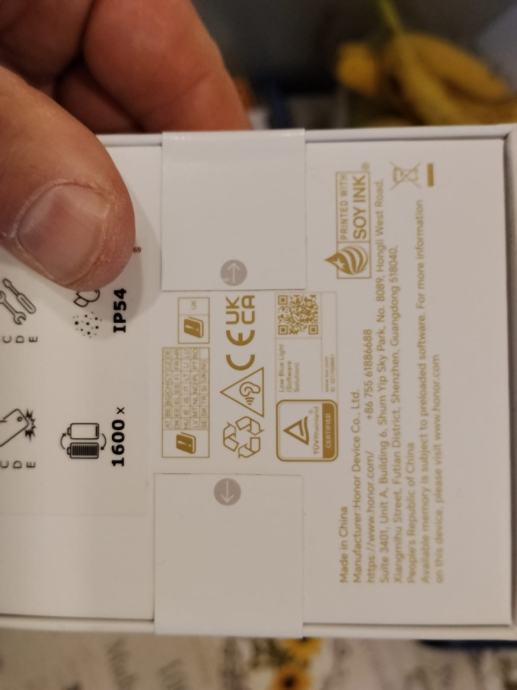 IP54
1600 x
C D E
C D E
UK
CA
UK
CE
Low Blue Light
(Software
Solution)
TÜVRheinland
CERTIFIED
PRINTED WITH
SOY INK
Made in China
Manufacturer:Honor Device Co., Ltd.
https://www.honor.com/ +86 755 61886688
Suite 3401, Unit A, Building 6, Shum Yip Sky Park, No. 8089, Hongli West Road,
Xiangmihu Street, Futian District, Shenzhen, Guangdong 518040,
People's Republic of China
Available memory is subject to preloaded software. For more information
on this device, please visit www.honor.com